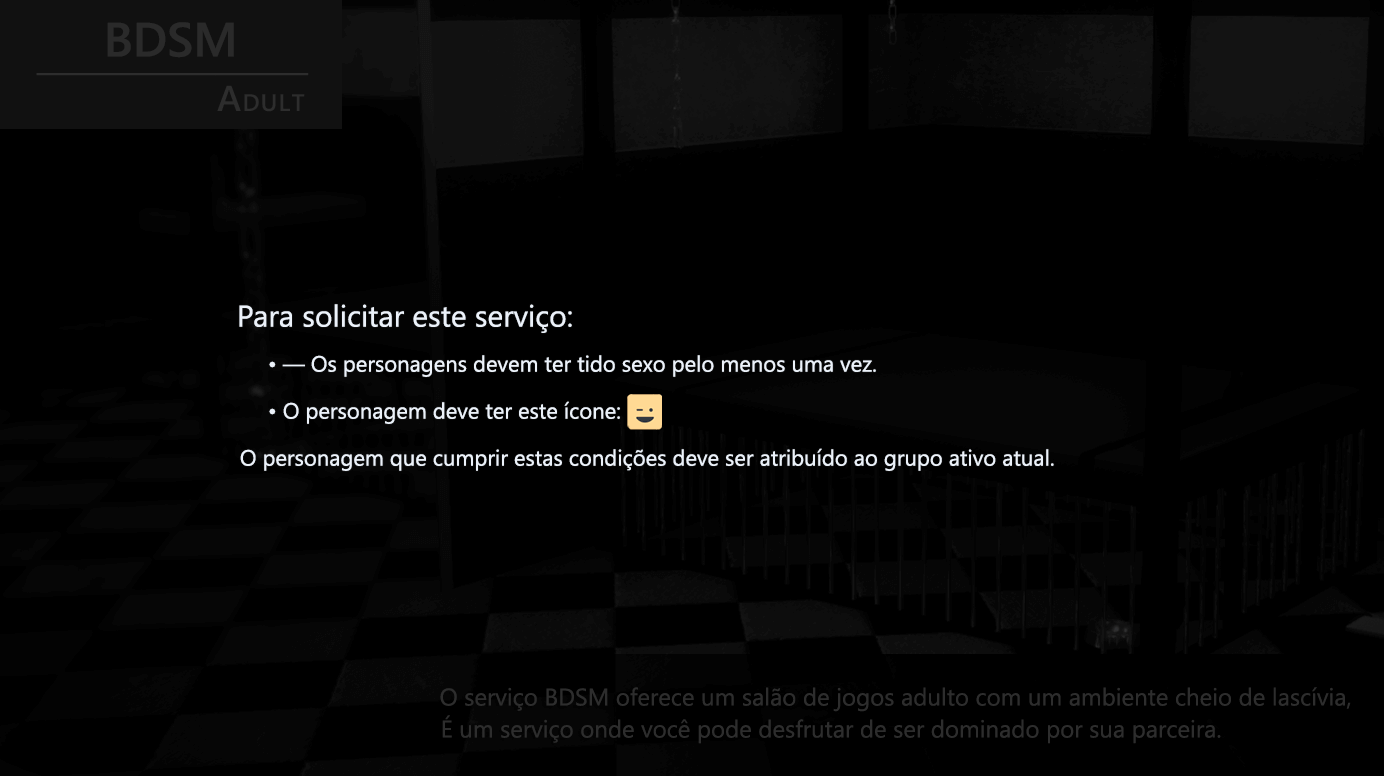 BDSM
ADULT
Para solicitar este serviço:
• — Os personagens devem ter tido sexo pelo menos uma vez.
• O personagem deve ter este ícone:
O personagem que cumprir estas condições deve ser atribuído ao grupo ativo atual.
O serviço BDSM oferece um salão de jogos adulto com um ambiente cheio de lascívia,
É um serviço onde você pode desfrutar de ser dominado por sua parceira.